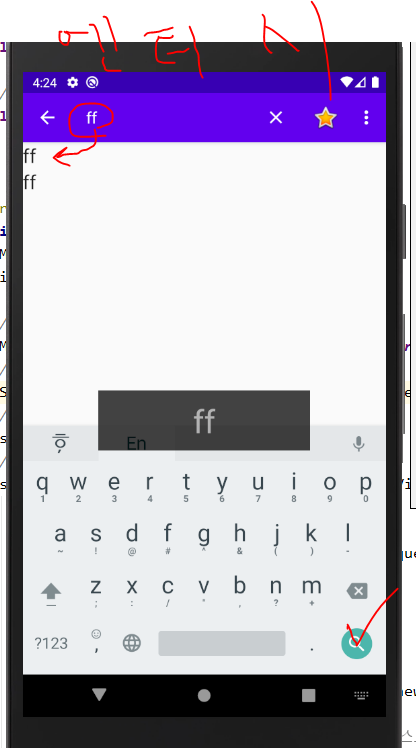 엔터 시
4:24
ff
ff
ff
ff
En
q w e r t y u i o p
1 2 3 4 5 6 7 8 9 0
a s d f g h j k l
~ ! @ # ^ & ( ) -
z x c v b n m
; : / " , ? +
?123 , .